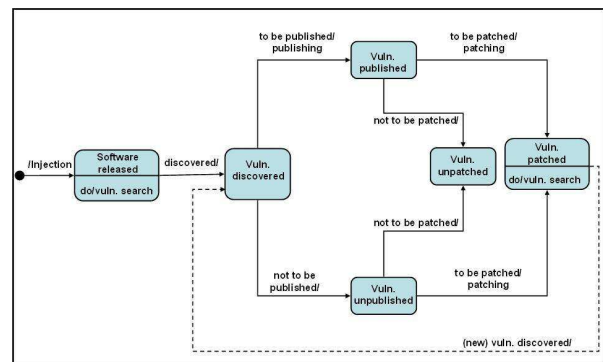 to be published/
publishing
to be patched/
patching
Vuln.
published
not to be patched/
/Injection
Software
released
do/vuln. search
discovered/
Vuln.
discovered
Vuln.
unpatched
Vuln.
patched
do/vuln. search
not to be patched/
not to be
published/
Vuln.
unpublished
to be patched/
patching
(new) vuln. discovered/